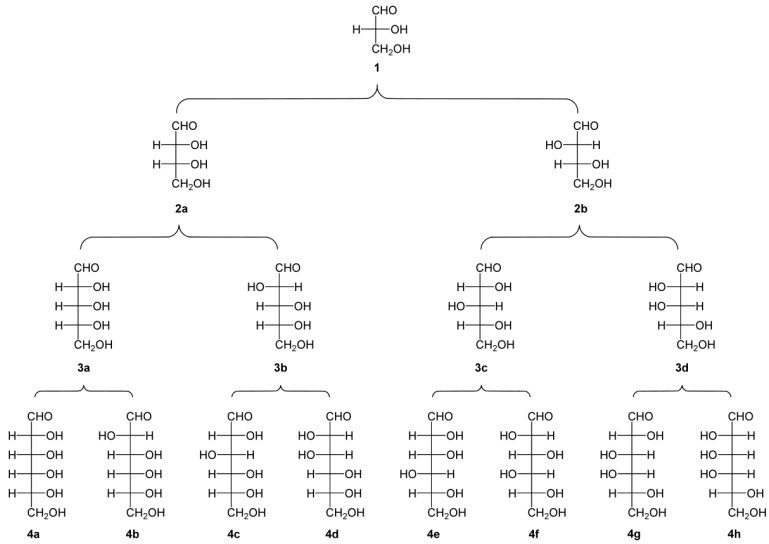 CHO
H OH
CH2OH
1
CHO CHO
H OH HO H
H OH H OH
CH2OH CH2OH
2a 2b
CHO CHO CHO CHO
H OH HO H H OH HO H
H OH H OH HO H HO H
H OH H OH H OH H OH
CH2OH CH2OH CH2OH CH2OH
3a 3b 3c 3d
CHO CHO CHO CHO CHO CHO CHO CHO
H OH HO H H OH HO H H OH HO H H OH HO H
H OH H OH HO H HO H H OH H OH HO H HO H
H OH H OH H OH H OH HO H HO H HO H HO H
H OH H OH H OH H OH H OH H OH H OH H OH
CH2OH CH2OH CH2OH CH2OH CH2OH CH2OH CH2OH CH2OH
4a 4b 4c 4d 4e 4f 4g 4h